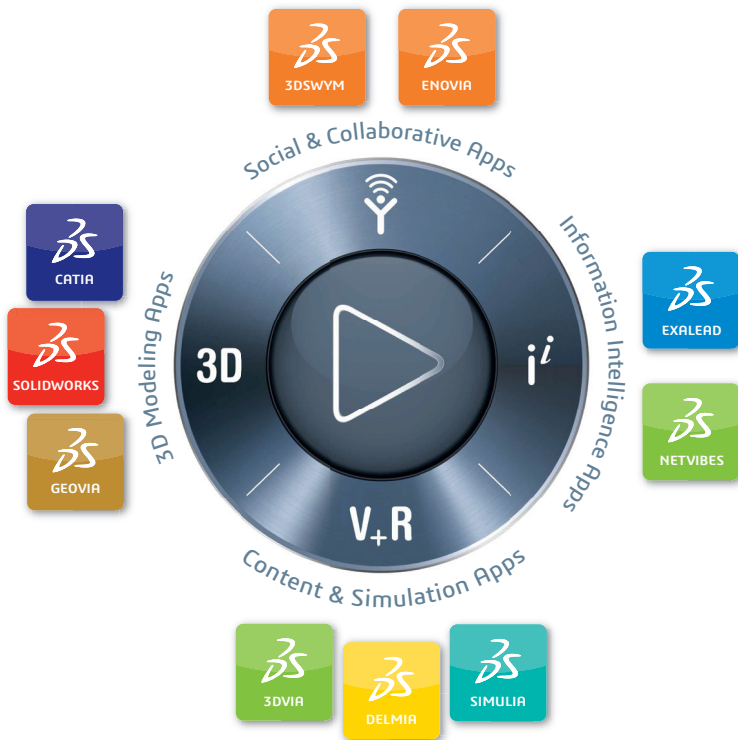 3DSWYM
ENOVIA
Social & Collaborative Apps
CATIA
SOLIDWORKS
GEOVIA
3D Modeling Apps
3D
i i
V+R
Information Intelligence Apps
EXALEAD
NETVIBES
Content & Simulation Apps
3DVIA
DELMIA
SIMULIA